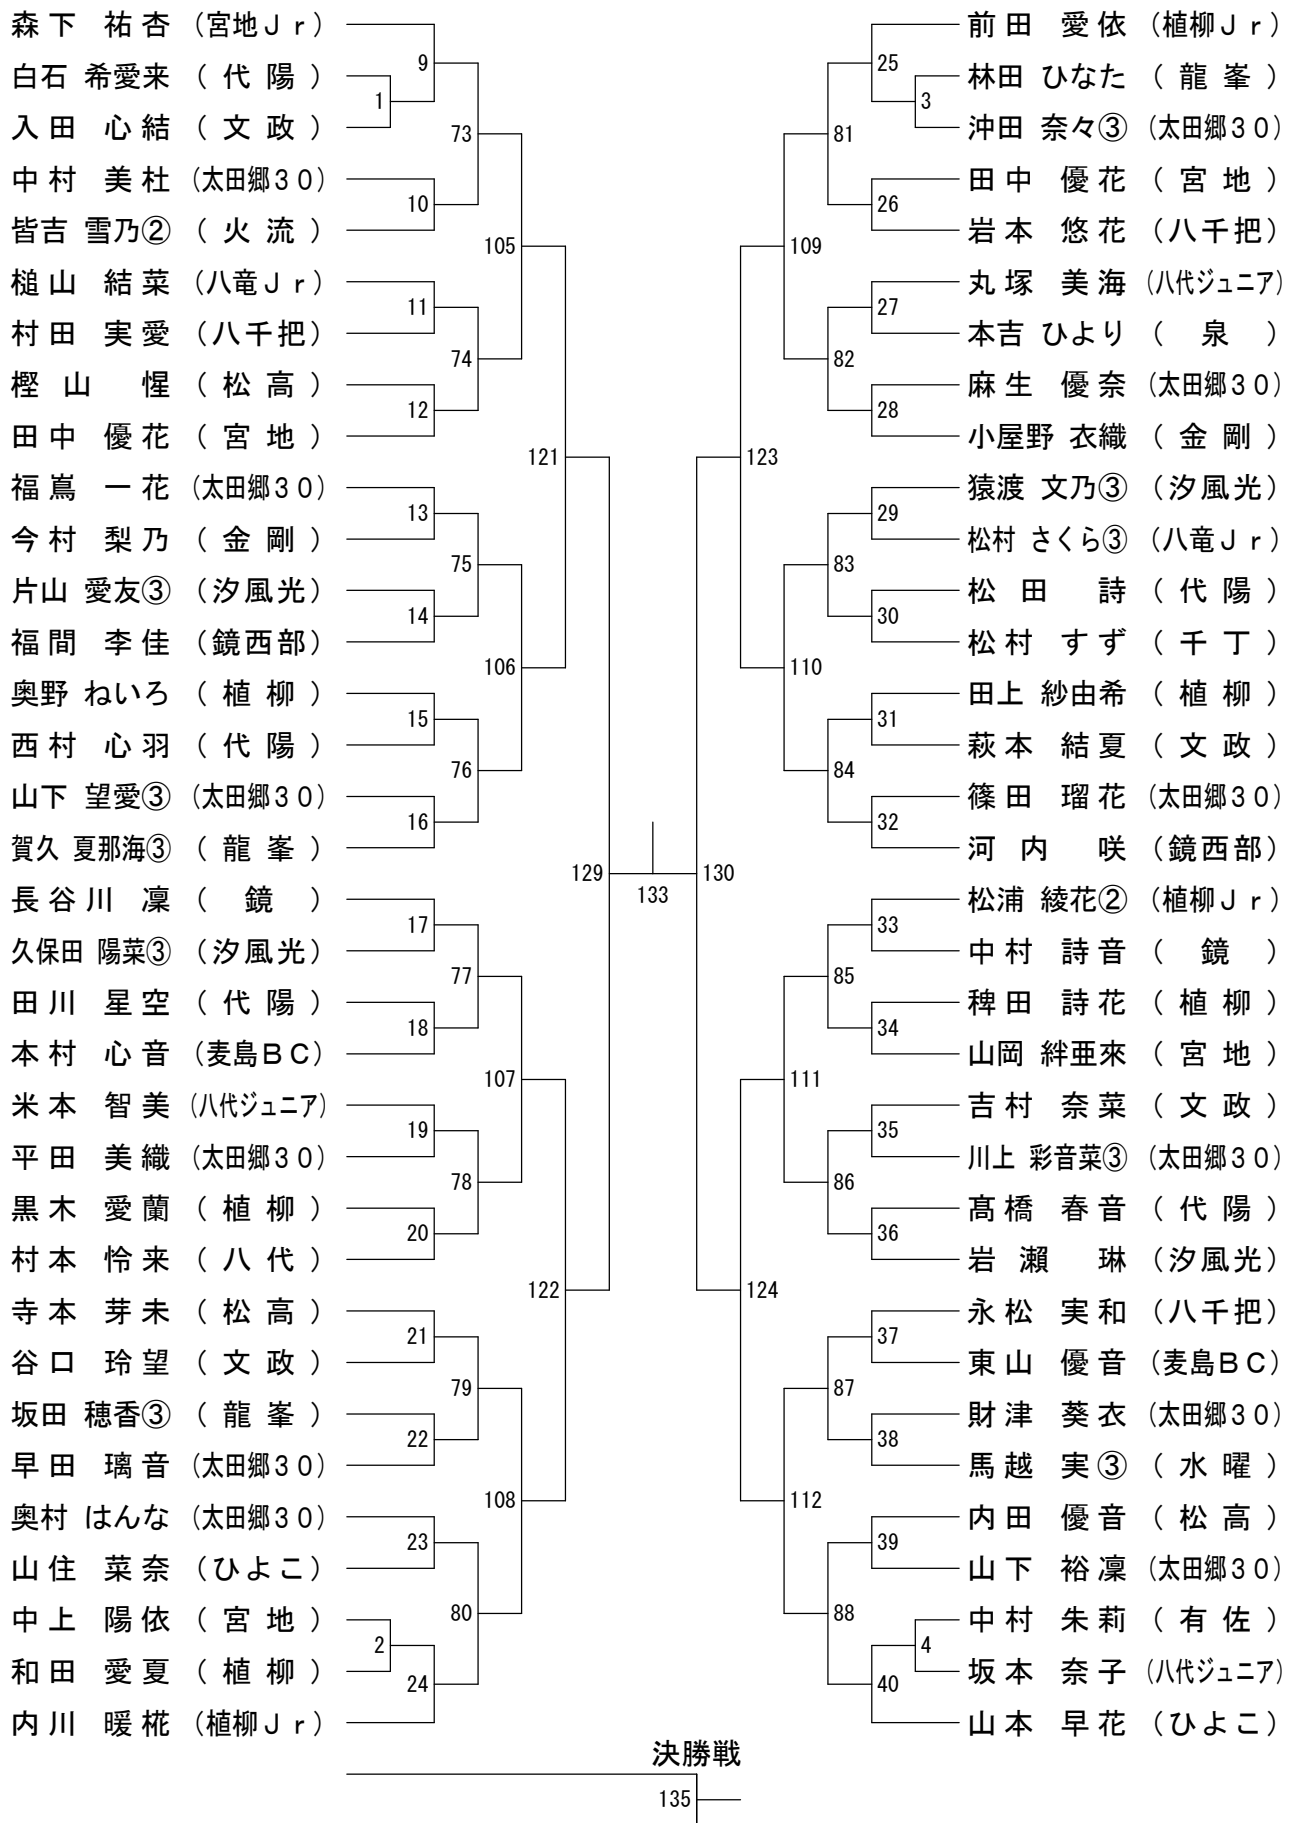 森下 祐杏 (宮地Jr)
白石 希愛来 (代陽)
入田 心結 (文政)
中村 美杜 (太田郷30)
皆吉 雪乃② (火流)
槌山 結菜 (八竜Jr)
村田 実愛 (八千把)
樫山 惺 (松高)
田中 優花 (宮地)
福嶌 一花 (太田郷30)
今村 梨乃 (金剛)
片山 愛友③ (汐風光)
福間 李佳 (鏡西部)
奥野 ねいろ (植柳)
西村 心羽 (代陽)
山下 望愛③ (太田郷30)
賀久 夏那海③ (龍峯)
長谷川 凜 (鏡)
久保田 陽菜③ (汐風光)
田川 星空 (代陽)
本村 心音 (麦島BC)
米本 智美 (八代ジュニア)
平田 美織 (太田郷30)
黒木 愛蘭 (植柳)
村本 怜来 (八代)
寺本 芽未 (松高)
谷口 玲望 (文政)
坂田 穂香③ (龍峯)
早田 璃音 (太田郷30)
奥村 はんな (太田郷30)
山住 菜奈 (ひよこ)
中上 陽依 (宮地)
和田 愛夏 (植柳)
内川 暖椛 (植柳Jr)
1
2
9
10
11
12
13
14
15
16
17
18
19
20
21
22
23
24
73
74
75
76
77
78
79
80
105
106
107
108
121
122
129
133
130
123
124
109
110
111
112
81
82
83
84
85
86
87
88
25
26
27
28
29
30
31
32
33
34
35
36
37
38
39
40
3
4
前田 愛依 (植柳Jr)
林田 ひなた (龍峯)
沖田 奈々③ (太田郷30)
田中 優花 (宮地)
岩本 悠花 (八千把)
丸塚 美海 (八代ジュニア)
本吉 ひより (泉)
麻生 優奈 (太田郷30)
小屋野 衣織 (金剛)
猿渡 文乃③ (汐風光)
松村 さくら③ (八竜Jr)
松田 詩 (代陽)
松村 すず (千丁)
田上 紗由希 (植柳)
萩本 結夏 (文政)
篠田 瑠花 (太田郷30)
河内 咲 (鏡西部)
松浦 綾花② (植柳Jr)
中村 詩音 (鏡)
稗田 詩花 (植柳)
山岡 絆亜來 (宮地)
吉村 奈菜 (文政)
川上 彩音菜③ (太田郷30)
髙橋 春音 (代陽)
岩瀬 琳 (汐風光)
永松 実和 (八千把)
東山 優音 (麦島BC)
財津 葵衣 (太田郷30)
馬越 実③ (水曜)
内田 優音 (松高)
山下 裕凜 (太田郷30)
中村 朱莉 (有佐)
坂本 奈子 (八代ジュニア)
山本 早花 (ひよこ)
決勝戦
135